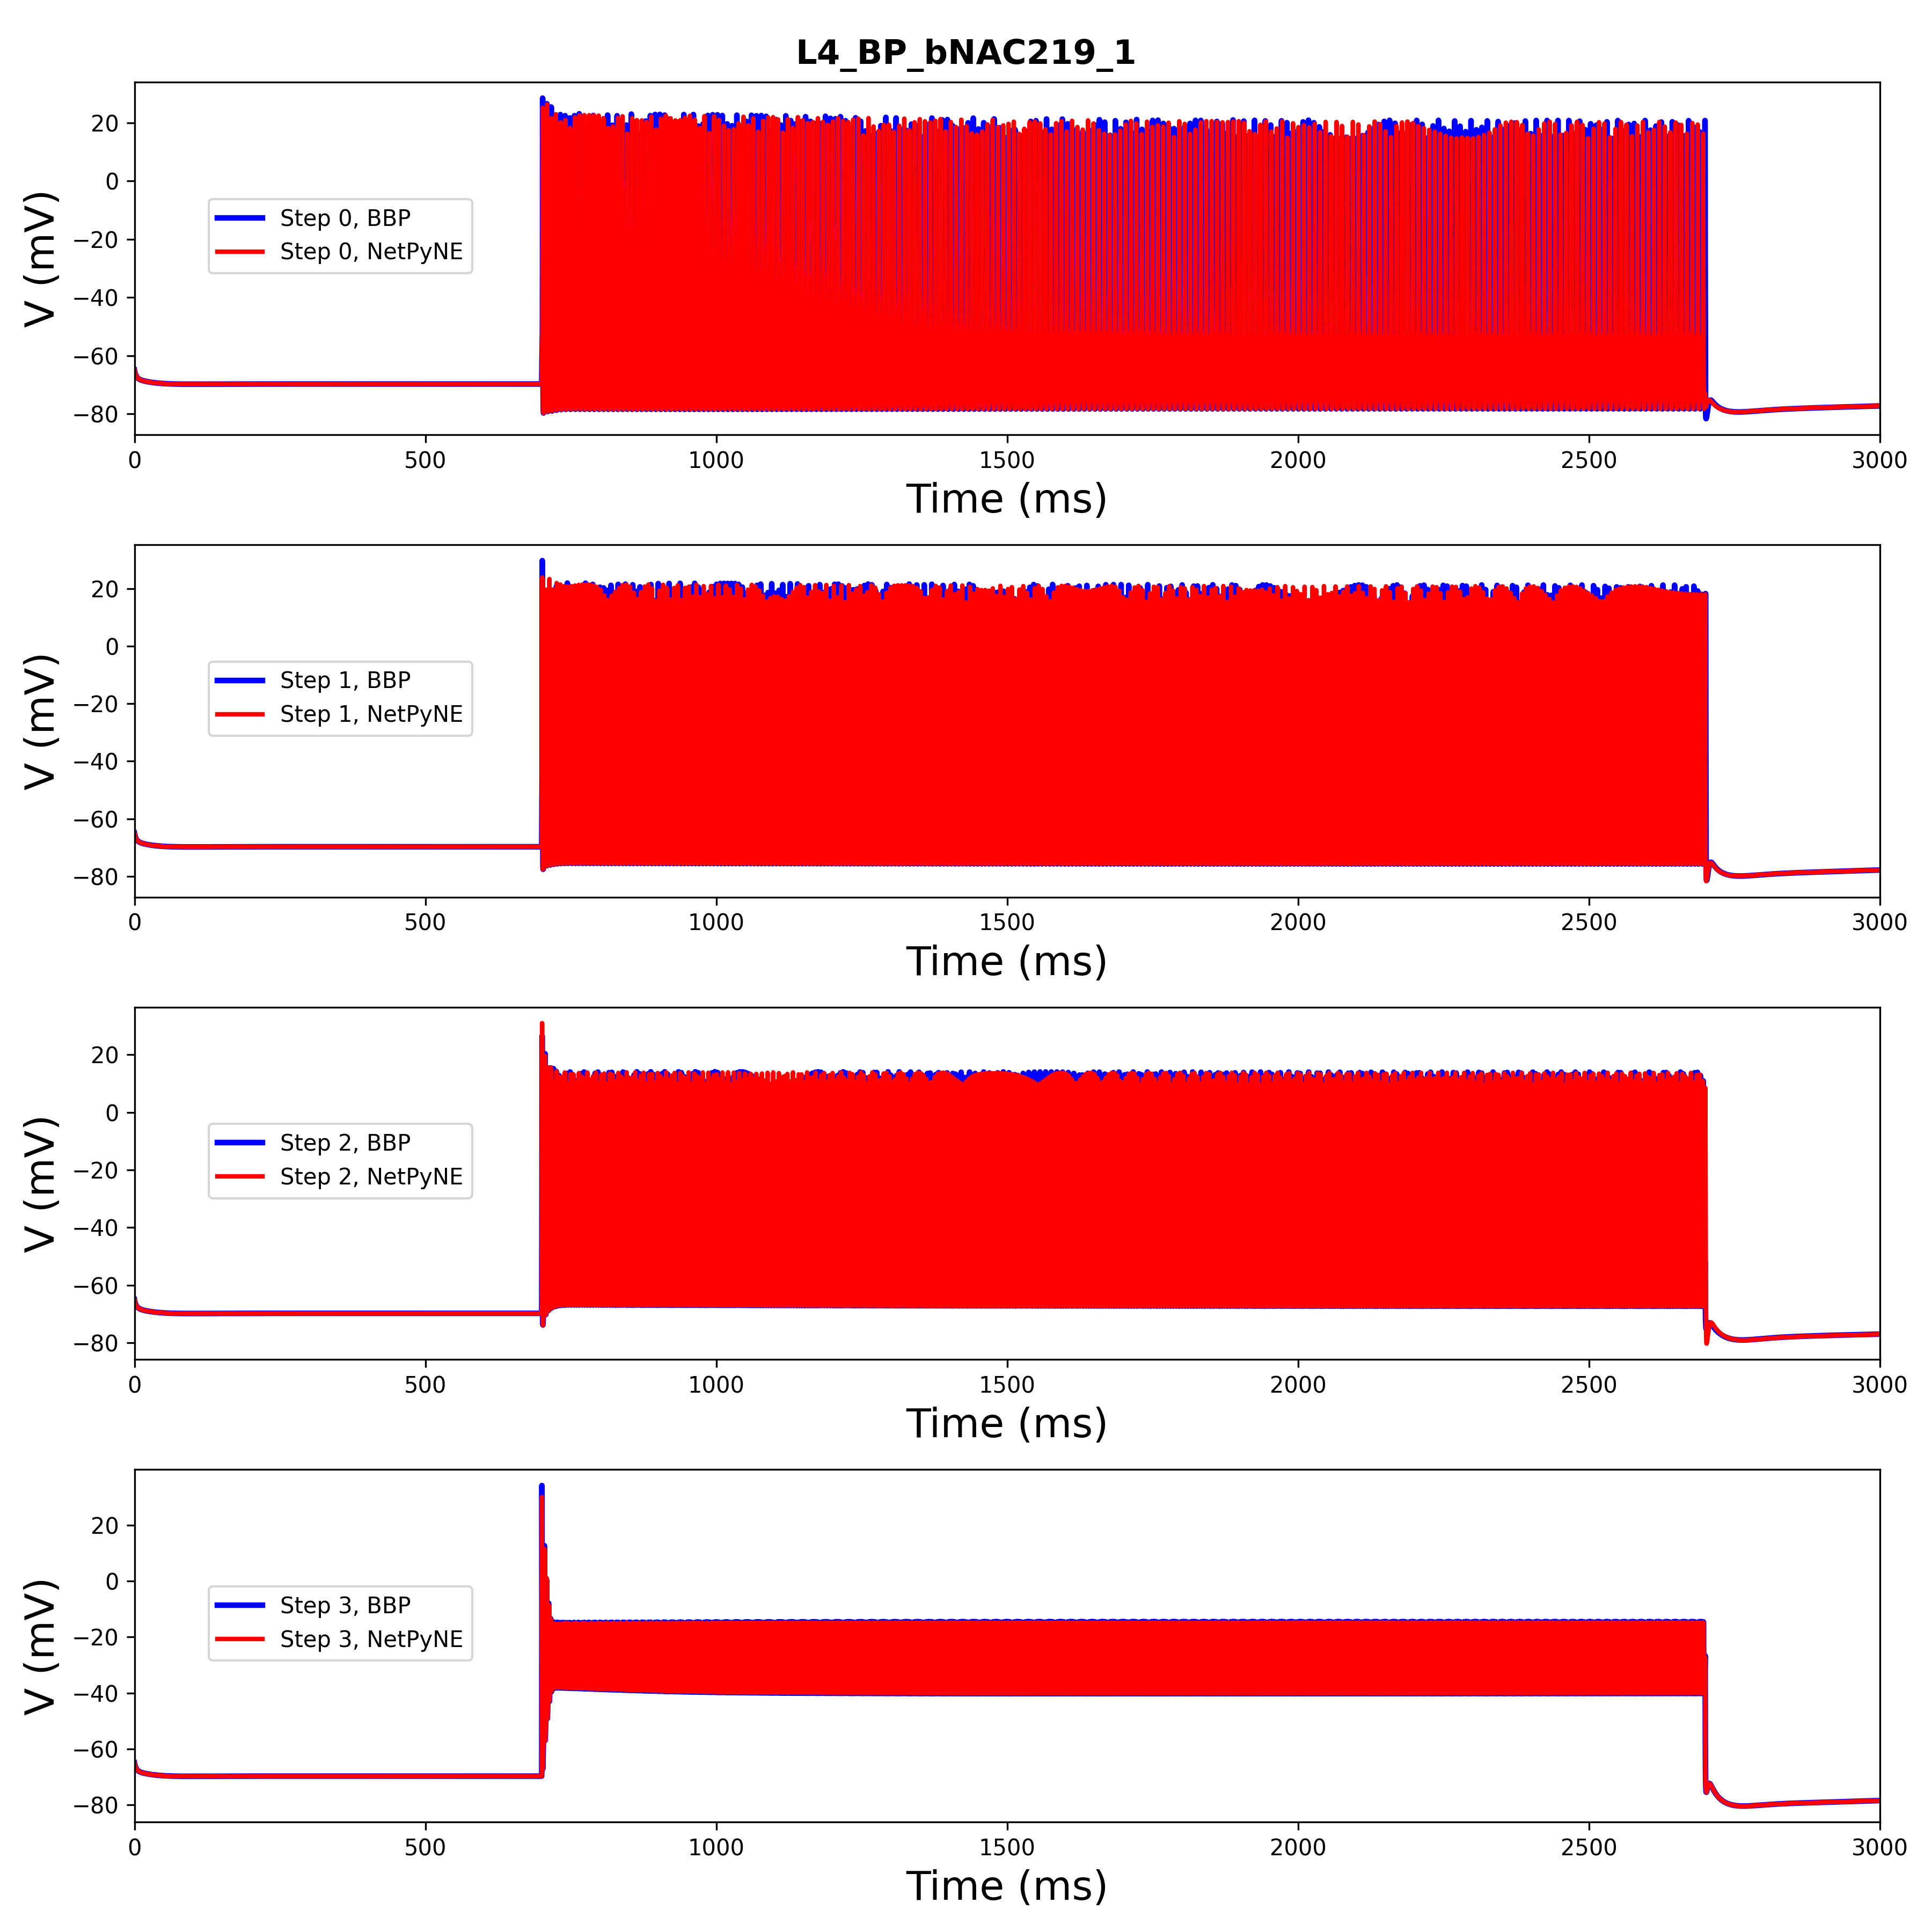 L4_BP_bNAC219_1
V (mV)
20
0
−20
−40
−60
−80
Step 0, BBP
Step 0, NetPyNE
0 500 1000 1500 2000 2500 3000
Time (ms)
V (mV)
20
0
−20
−40
−60
−80
Step 1, BBP
Step 1, NetPyNE
0 500 1000 1500 2000 2500 3000
Time (ms)
V (mV)
20
0
−20
−40
−60
−80
Step 2, BBP
Step 2, NetPyNE
0 500 1000 1500 2000 2500 3000
Time (ms)
V (mV)
20
0
−20
−40
−60
−80
Step 3, BBP
Step 3, NetPyNE
0 500 1000 1500 2000 2500 3000
Time (ms)